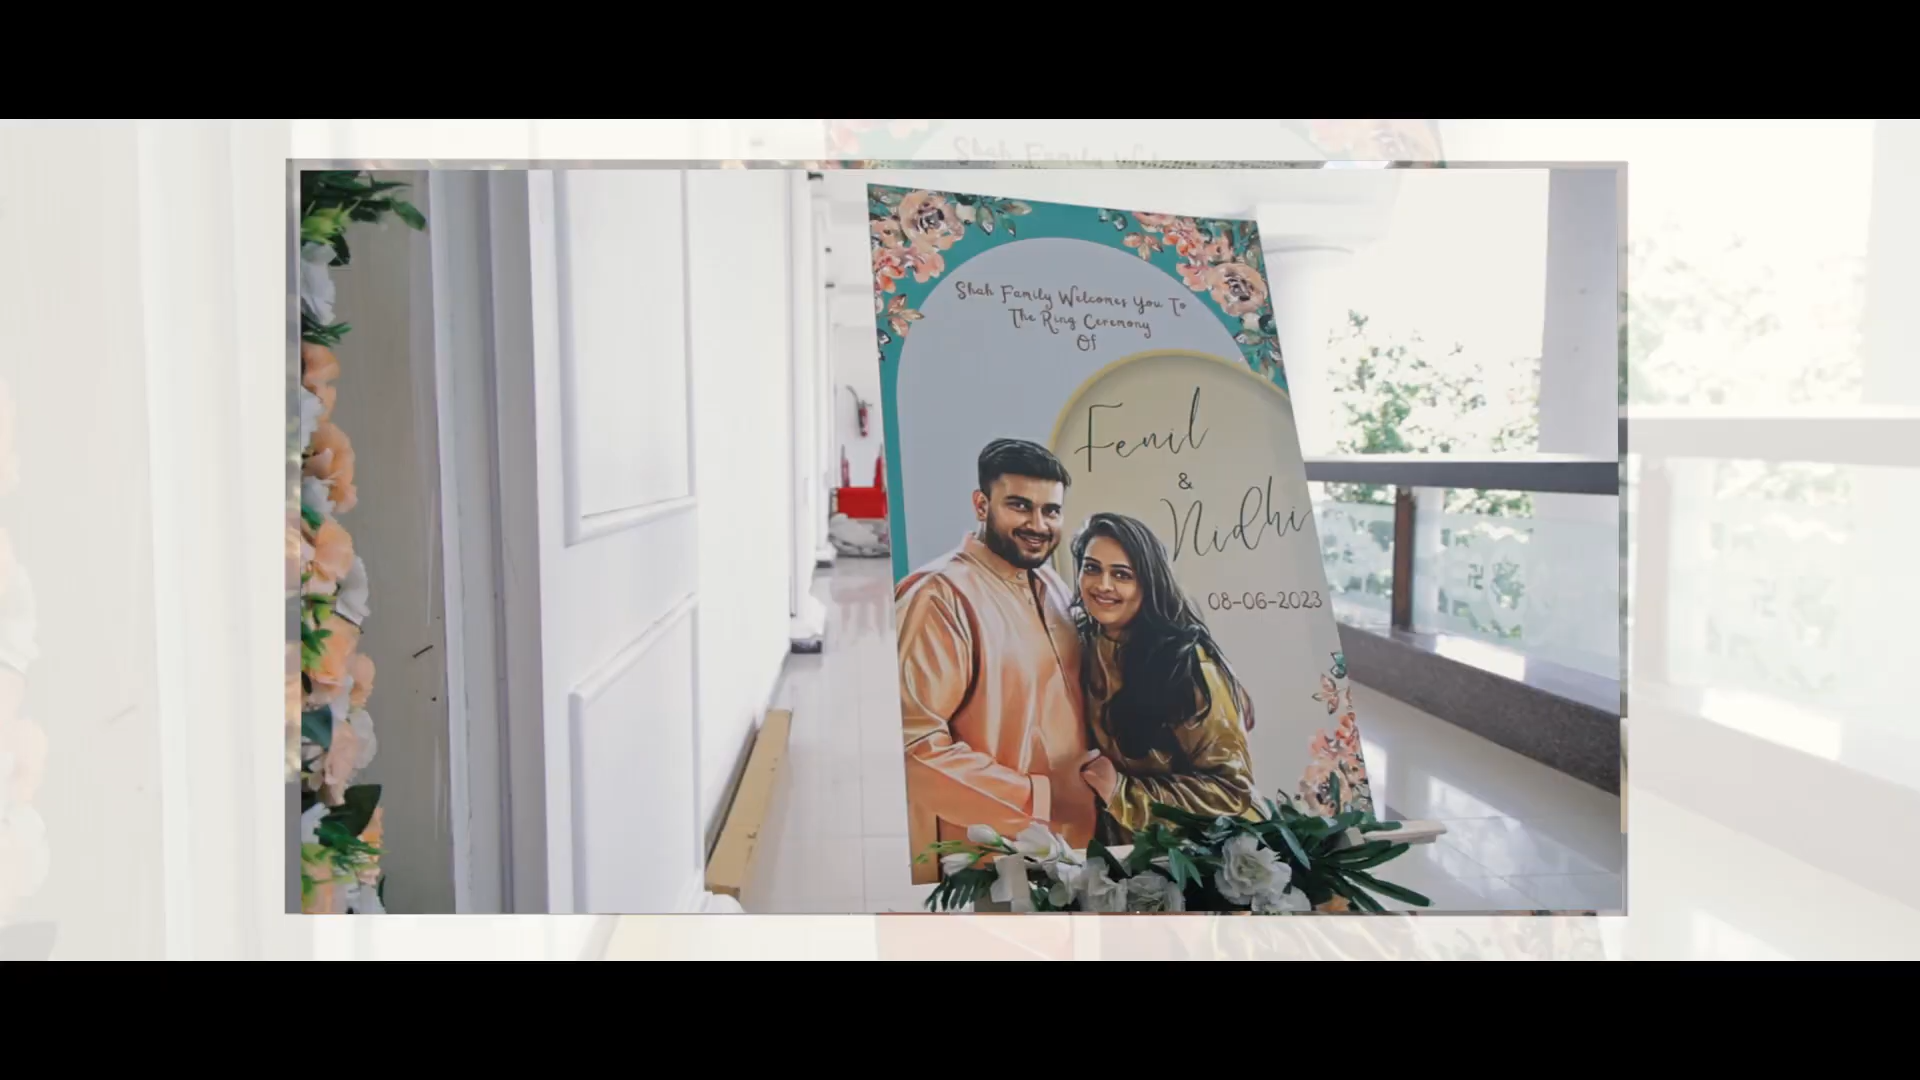 Shah Family Welcomes You To
The Ring Ceremony
Of
Fenil
&
Nidhi
08-06-2023